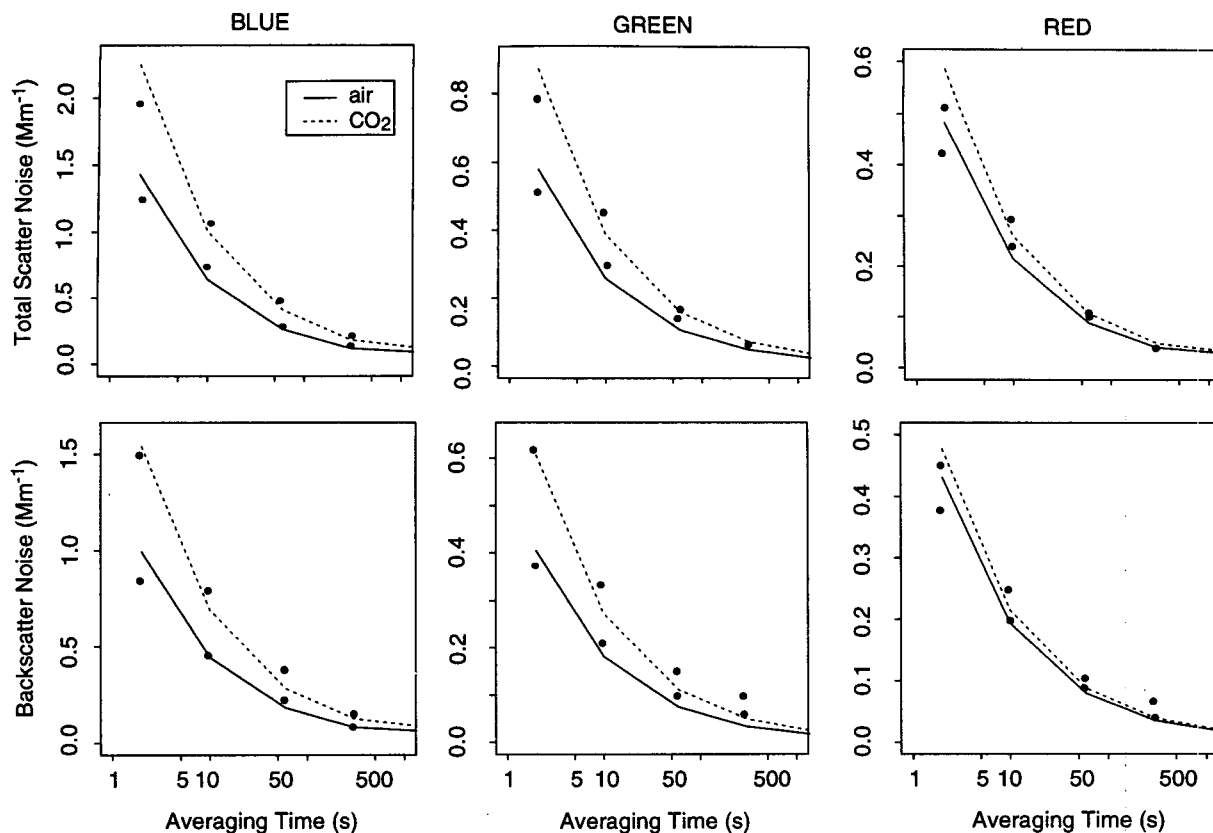 BLUE
GREEN
RED
Total Scatter Noise (Mm⁻¹)
2.0
1.5
1.0
0.5
0.0
air
CO₂
0.8
0.6
0.4
0.2
0.0
0.6
0.4
0.2
0.0
Backscatter Noise (Mm⁻¹)
1.5
1.0
0.5
0.0
0.6
0.4
0.2
0.0
0.5
0.4
0.3
0.2
0.1
0.0
1 5 10 50 500
1 5 10 50 500
1 5 10 50 500
Averaging Time (s)
Averaging Time (s)
Averaging Time (s)